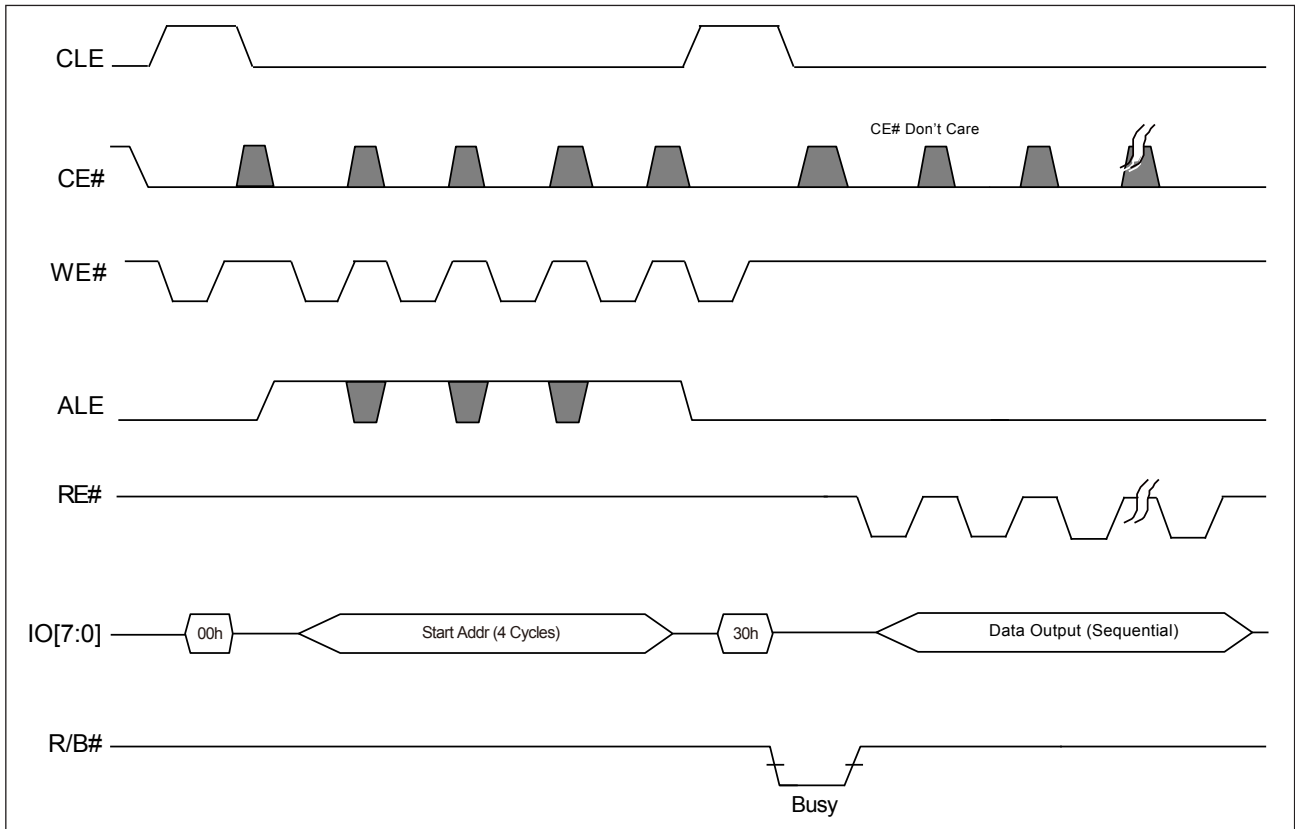 CLE
CE# Don't Care
CE#
WE#
ALE
RE#
IO[7:0]
00h
Start Addr (4 Cycles)
30h
Data Output (Sequential)
R/B#
Busy